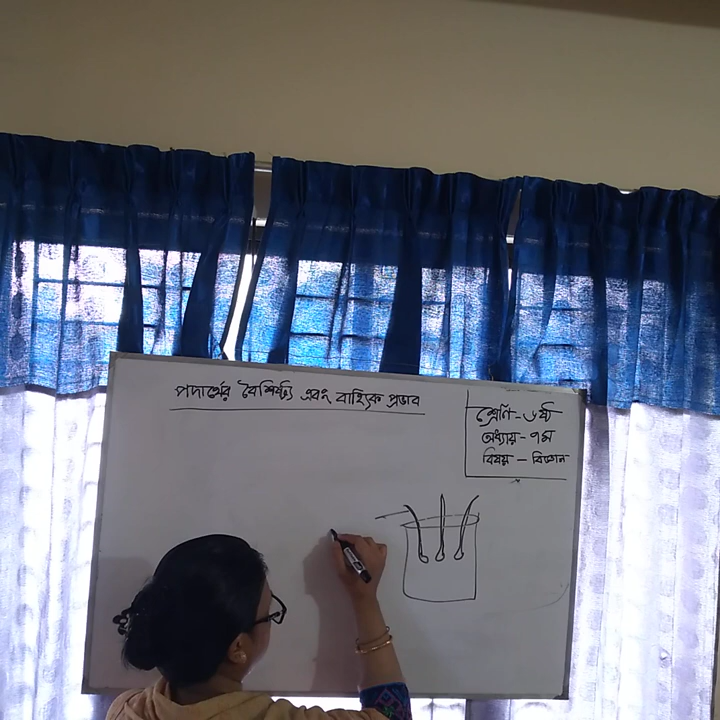 পদার্থের বৈশিষ্ট্য এবং বাহ্যিক প্রভাব
শ্রেণি - ৬ষ্ঠ
অধ্যায় - ৭ম
বিষয় - বিজ্ঞান